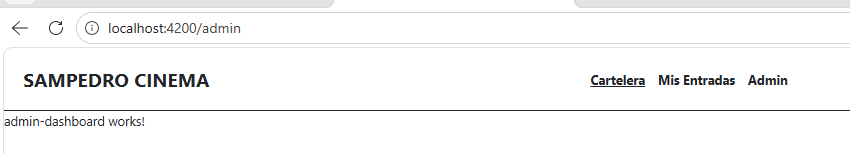 localhost:4200/admin
SAMPEDRO CINEMA
Cartelera Mis Entradas Admin
admin-dashboard works!